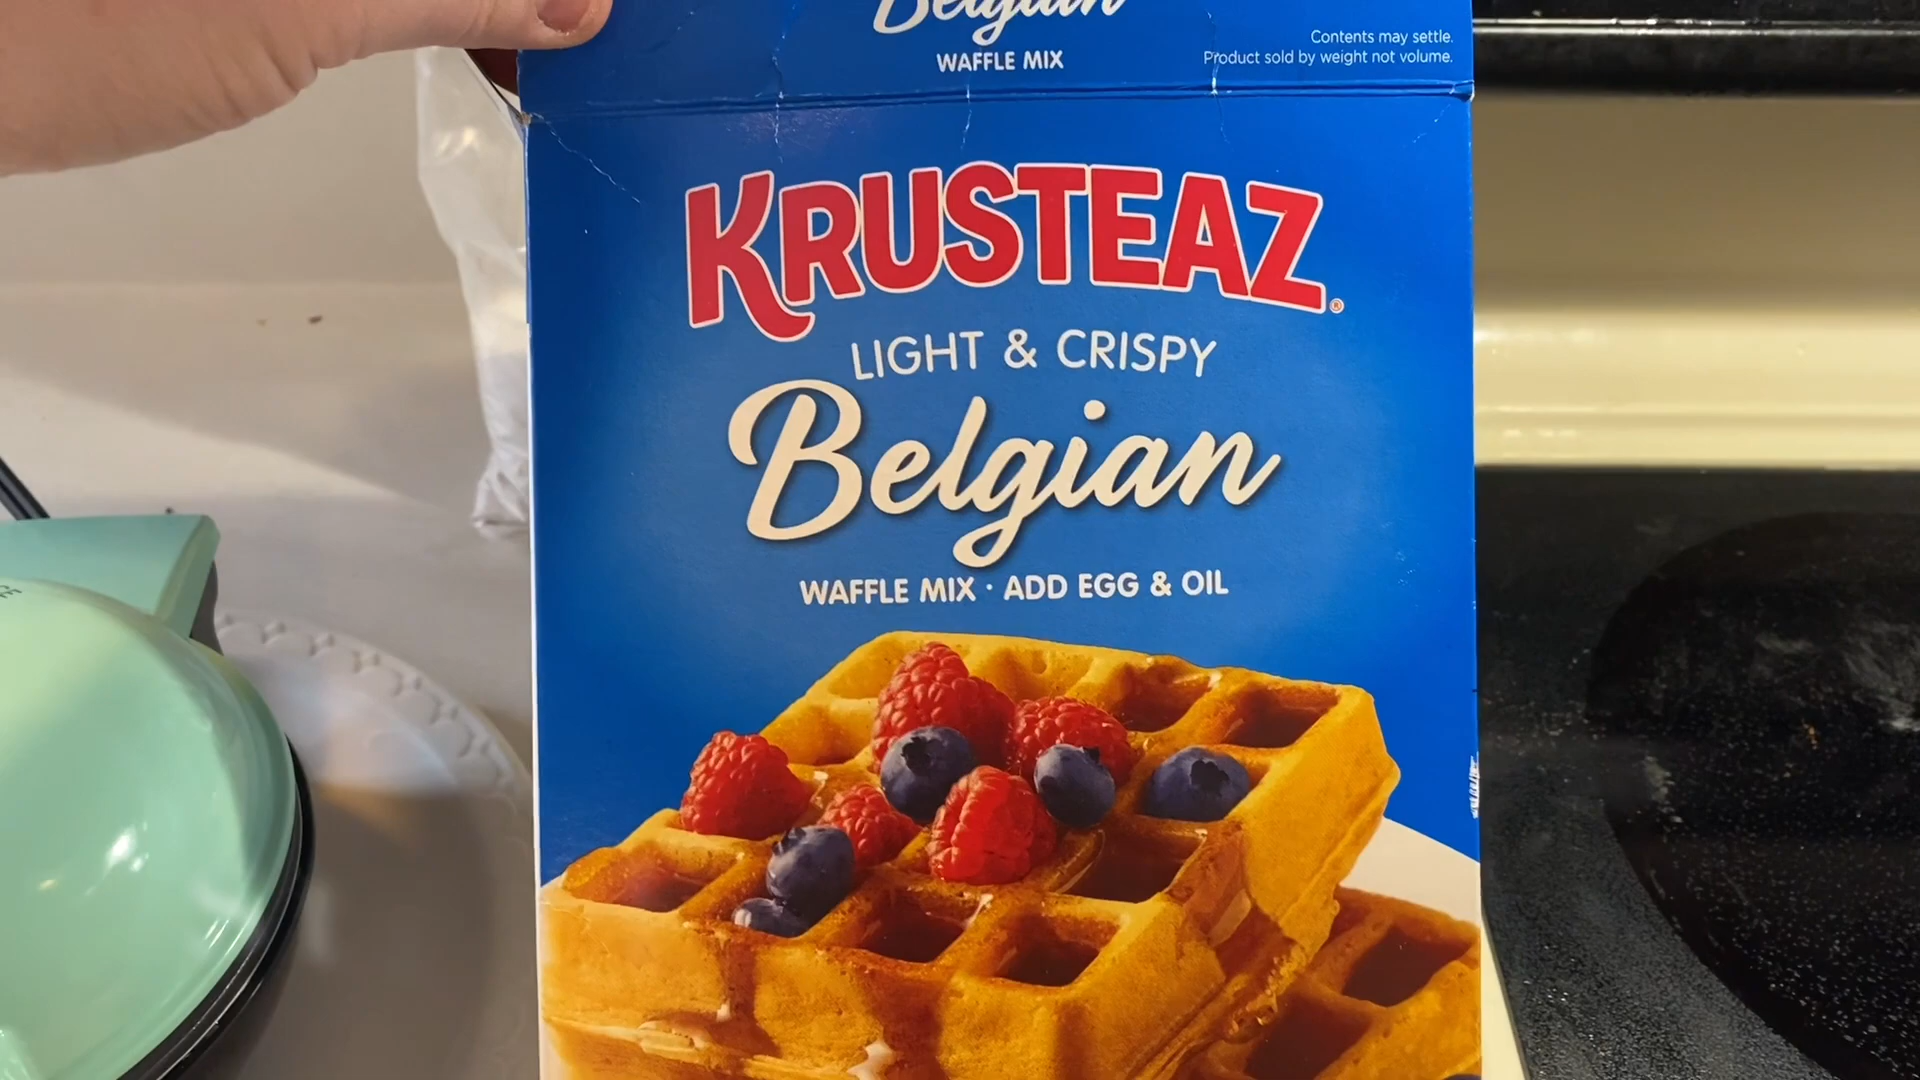 Belgian
WAFFLE MIX
Contents may settle.
Product sold by weight not volume.
KRUSTEAZ®
LIGHT & CRISPY
Belgian
WAFFLE MIX · ADD EGG & OIL